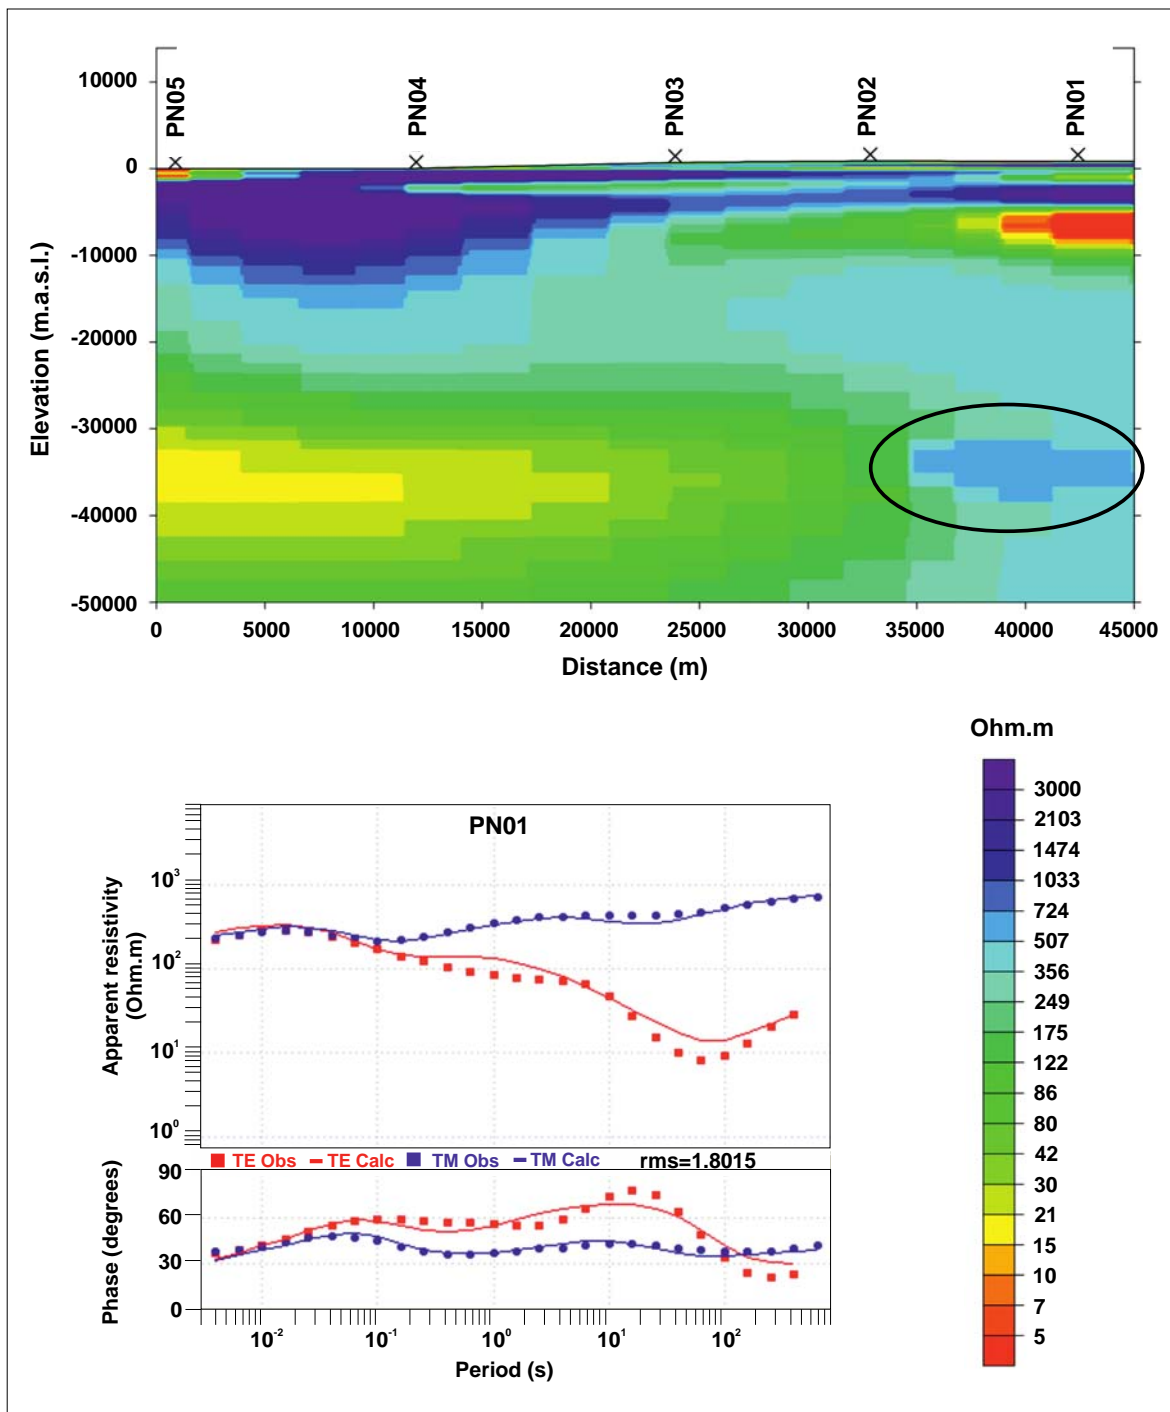 PN05
PN04
PN03
PN02
PN01
10000
0
-10000
-20000
-30000
-40000
-50000
Elevation (m.a.s.l.)
0 5000 10000 15000 20000 25000 30000 35000 40000 45000
Distance (m)
Ohm.m
3000
2103
1474
1033
724
507
356
249
175
122
86
80
42
30
21
15
10
7
5
PN01
10³
10²
10¹
10⁰
Apparent resistivity
(Ohm.m)
TE Obs TE Calc TM Obs TM Calc rms=1.8015
90
60
30
0
Phase (degrees)
10⁻² 10⁻¹ 10⁰ 10¹ 10²
Period (s)